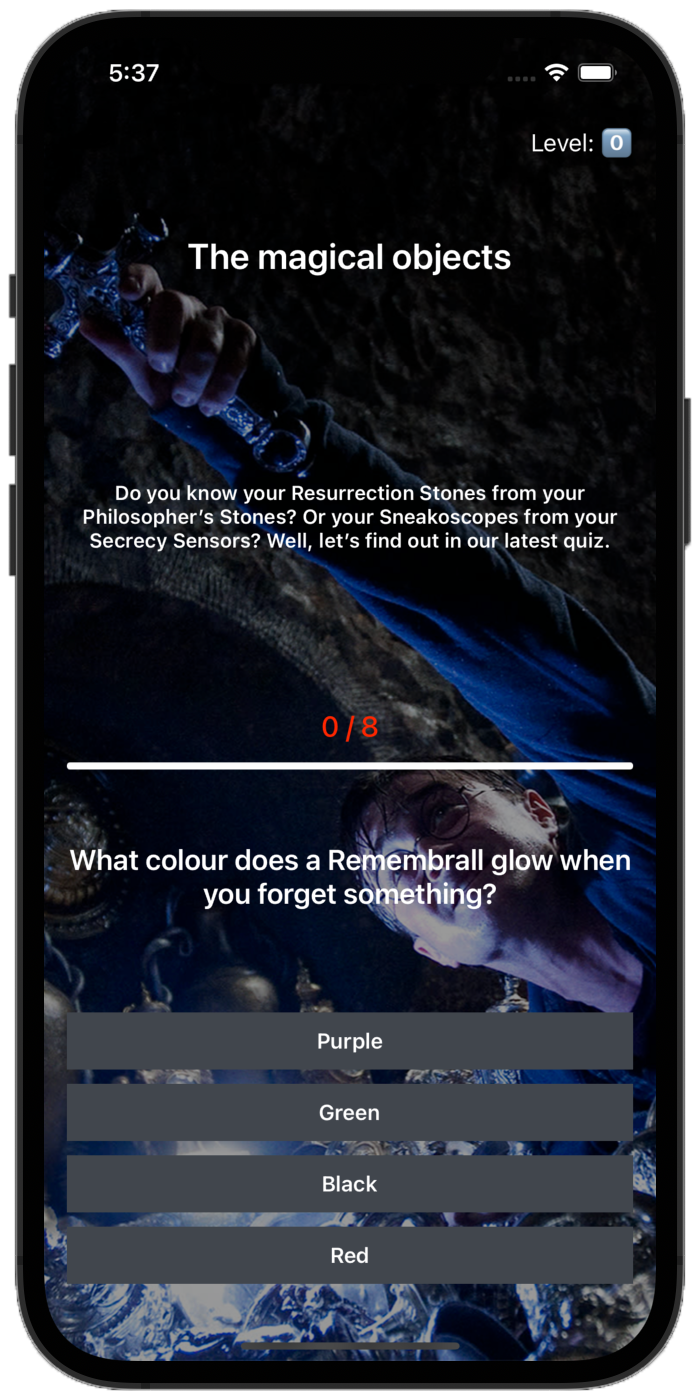 5:37
Level: 0
The magical objects
Do you know your Resurrection Stones from your
Philosopher’s Stones? Or your Sneakoscopes from your
Secrecy Sensors? Well, let’s find out in our latest quiz.
0 / 8
What colour does a Remembrall glow when
you forget something?
Purple
Green
Black
Red